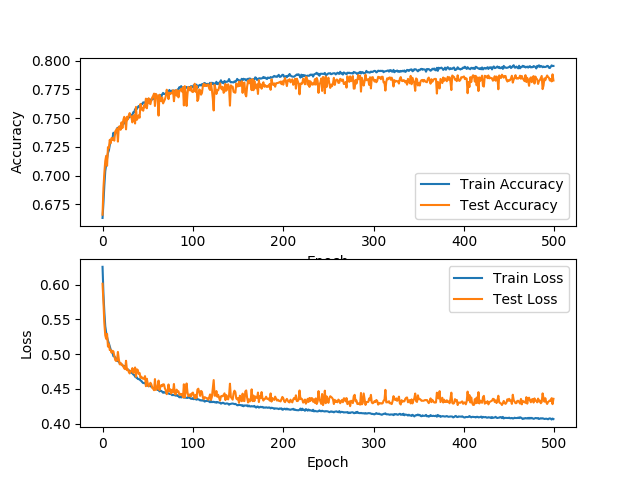 0.800
0.775
0.750
0.725
0.700
0.675
Accuracy
Train Accuracy
Test Accuracy
0 100 200 300 400 500
Epoch
0.60
0.55
0.50
0.45
0.40
Loss
Train Loss
Test Loss
0 100 200 300 400 500
Epoch